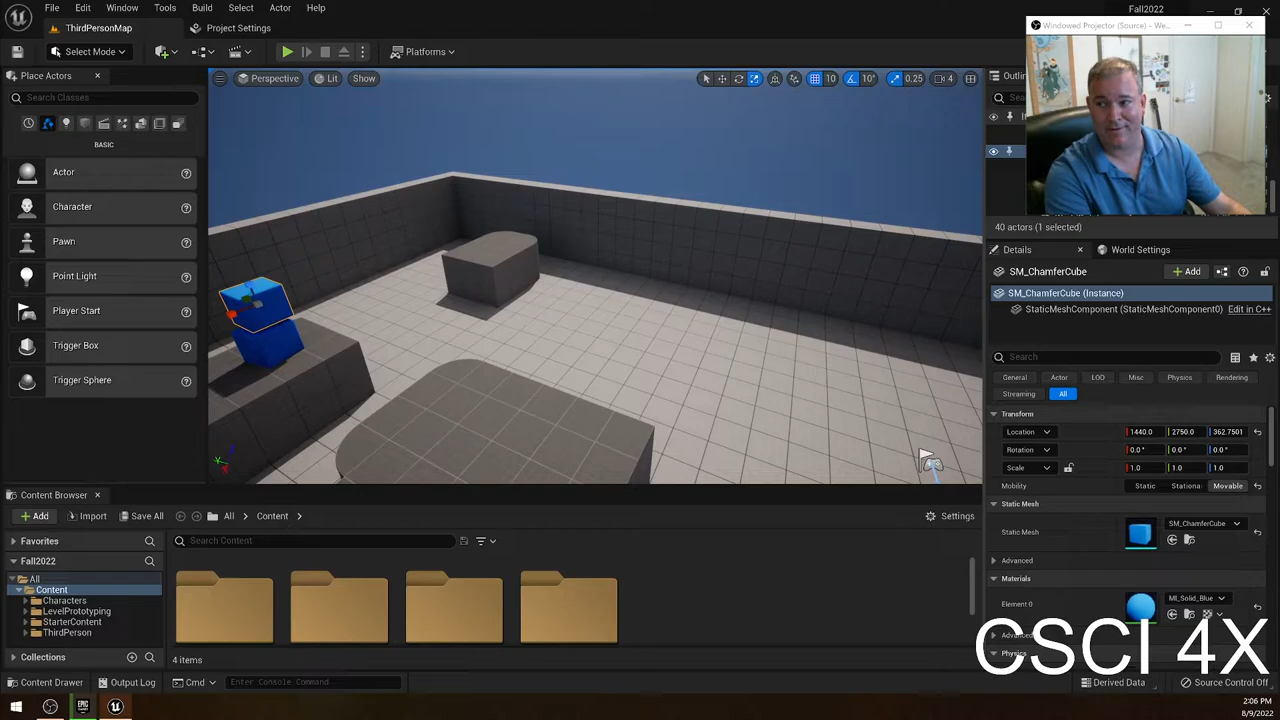 File Edit Window Tools Build Select Actor Help
Fall2022
ThirdPersonMap
Project Settings
Windowed Projector (Source) - We...
Select Mode
Place Actors
Search Classes
BASIC
Actor
Character
Pawn
Point Light
Player Start
Trigger Box
Trigger Sphere
Perspective
Lit
Show
10
10°
0.25
4
40 actors (1 selected)
Details
World Settings
SM_ChamferCube
+ Add
SM_ChamferCube (Instance)
StaticMeshComponent (StaticMeshComponent0) Edit in C++
Search
General Actor LOD Misc Physics Rendering
Streaming All
Transform
Location 1440.0 2750.0 362.7501
Rotation 0.0° 0.0° 0.0°
Scale 1.0 1.0 1.0
Mobility Static Stationa Movable
Static Mesh
Static Mesh SM_ChamferCube
Advanced
Materials
Element 0 MI_Solid_Blue
Advanced
Physics
CSCI 4X
Content Browser
+ Add Import Save All All Content Settings
Favorites
Search Content
Fall2022
All
Content
Characters
LevelPrototyping
StarterContent
ThirdPerson
Collections
4 items
Content Drawer Output Log Cmd Enter Console Command Derived Data Source Control Off
2:06 PM
8/9/2022